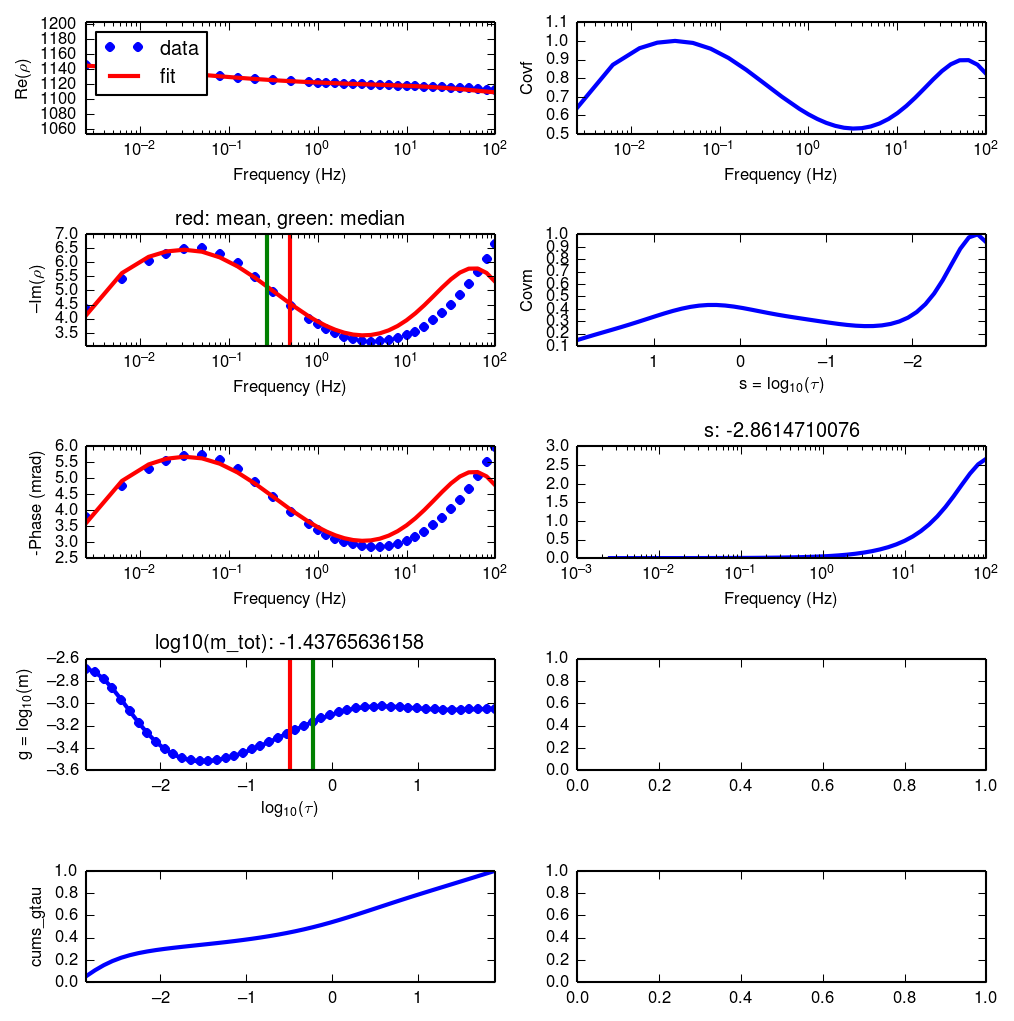 1200
1180
1160
1140
1120
1100
1080
1060
Re(ρ)
data
fit
10⁻² 10⁻¹ 10⁰ 10¹ 10²
Frequency (Hz)
1.1
1.0
0.9
0.8
0.7
0.6
0.5
Covf
10⁻² 10⁻¹ 10⁰ 10¹ 10²
Frequency (Hz)
red: mean, green: median
7.0
6.5
6.0
5.5
5.0
4.5
4.0
3.5
−Im(ρ)
10⁻² 10⁻¹ 10⁰ 10¹ 10²
Frequency (Hz)
1.0
0.9
0.8
0.7
0.6
0.5
0.4
0.3
0.2
0.1
Covm
1 0 −1 −2
s = log₁₀(τ)
6.0
5.5
5.0
4.5
4.0
3.5
3.0
2.5
-Phase (mrad)
10⁻² 10⁻¹ 10⁰ 10¹ 10²
Frequency (Hz)
s: -2.8614710076
3.0
2.5
2.0
1.5
1.0
0.5
0.0
10⁻³ 10⁻² 10⁻¹ 10⁰ 10¹ 10²
Frequency (Hz)
log10(m_tot): -1.43765636158
−2.6
−2.8
−3.0
−3.2
−3.4
−3.6
g = log₁₀(m)
−2 −1 0 1
log₁₀(τ)
1.0
0.8
0.6
0.4
0.2
0.0
0.0 0.2 0.4 0.6 0.8 1.0
1.0
0.8
0.6
0.4
0.2
0.0
cums_gtau
−2 −1 0 1
1.0
0.8
0.6
0.4
0.2
0.0
0.0 0.2 0.4 0.6 0.8 1.0